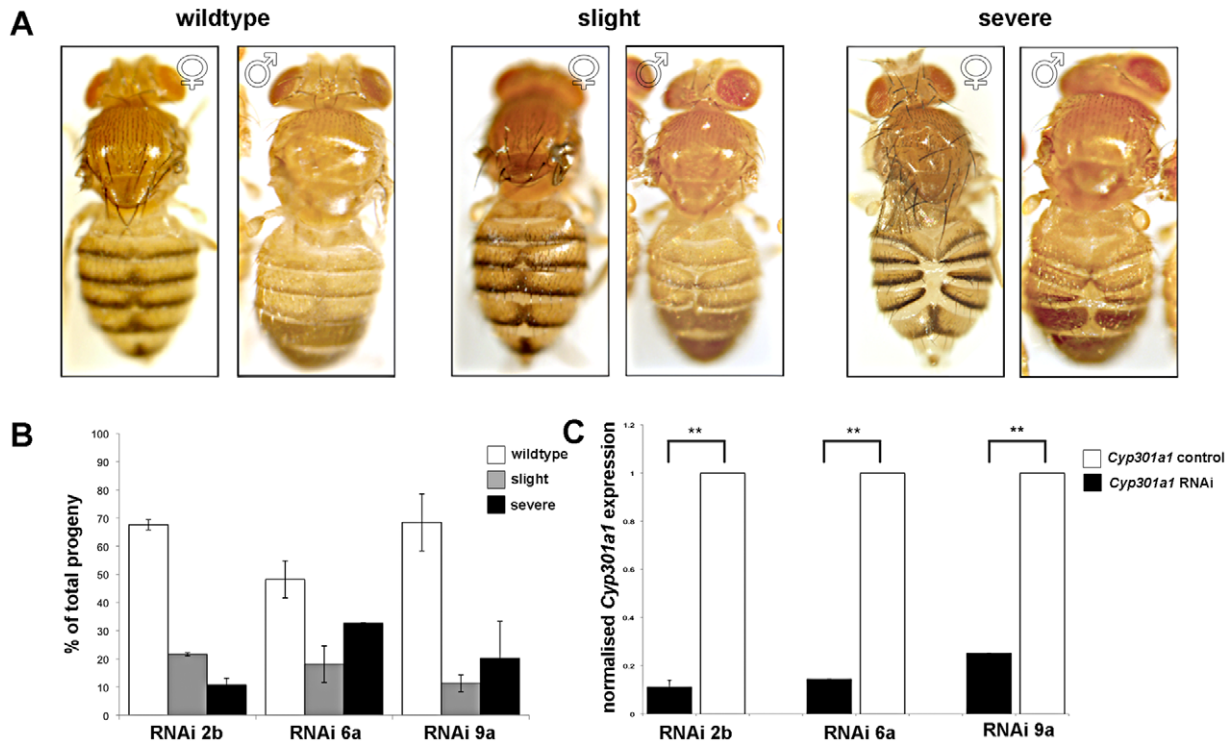 A
wildtype
slight
severe
♀
♂
♀
♂
♀
♂
B
% of total progeny
100
90
80
70
60
50
40
30
20
10
0
RNAi 2b
RNAi 6a
RNAi 9a
wildtype
slight
severe
C
normalised Cyp301a1 expression
1.2
1
0.8
0.6
0.4
0.2
0
**
**
**
RNAi 2b
RNAi 6a
RNAi 9a
Cyp301a1 control
Cyp301a1 RNAi